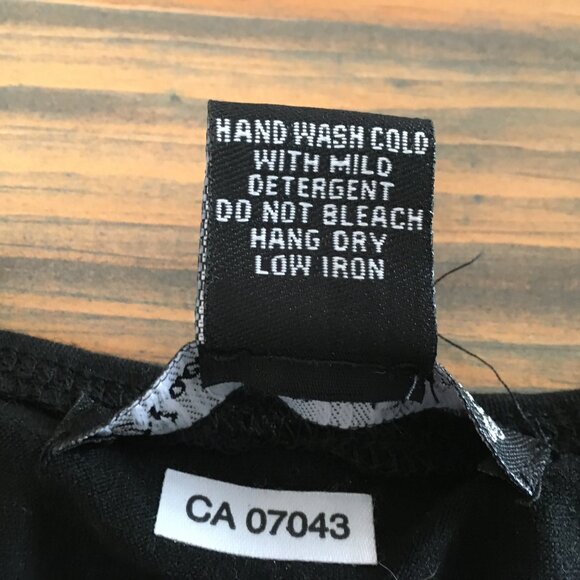 HAND WASH COLD
WITH MILD
DETERGENT
DO NOT BLEACH
HANG DRY
LOW IRON
CA 07043